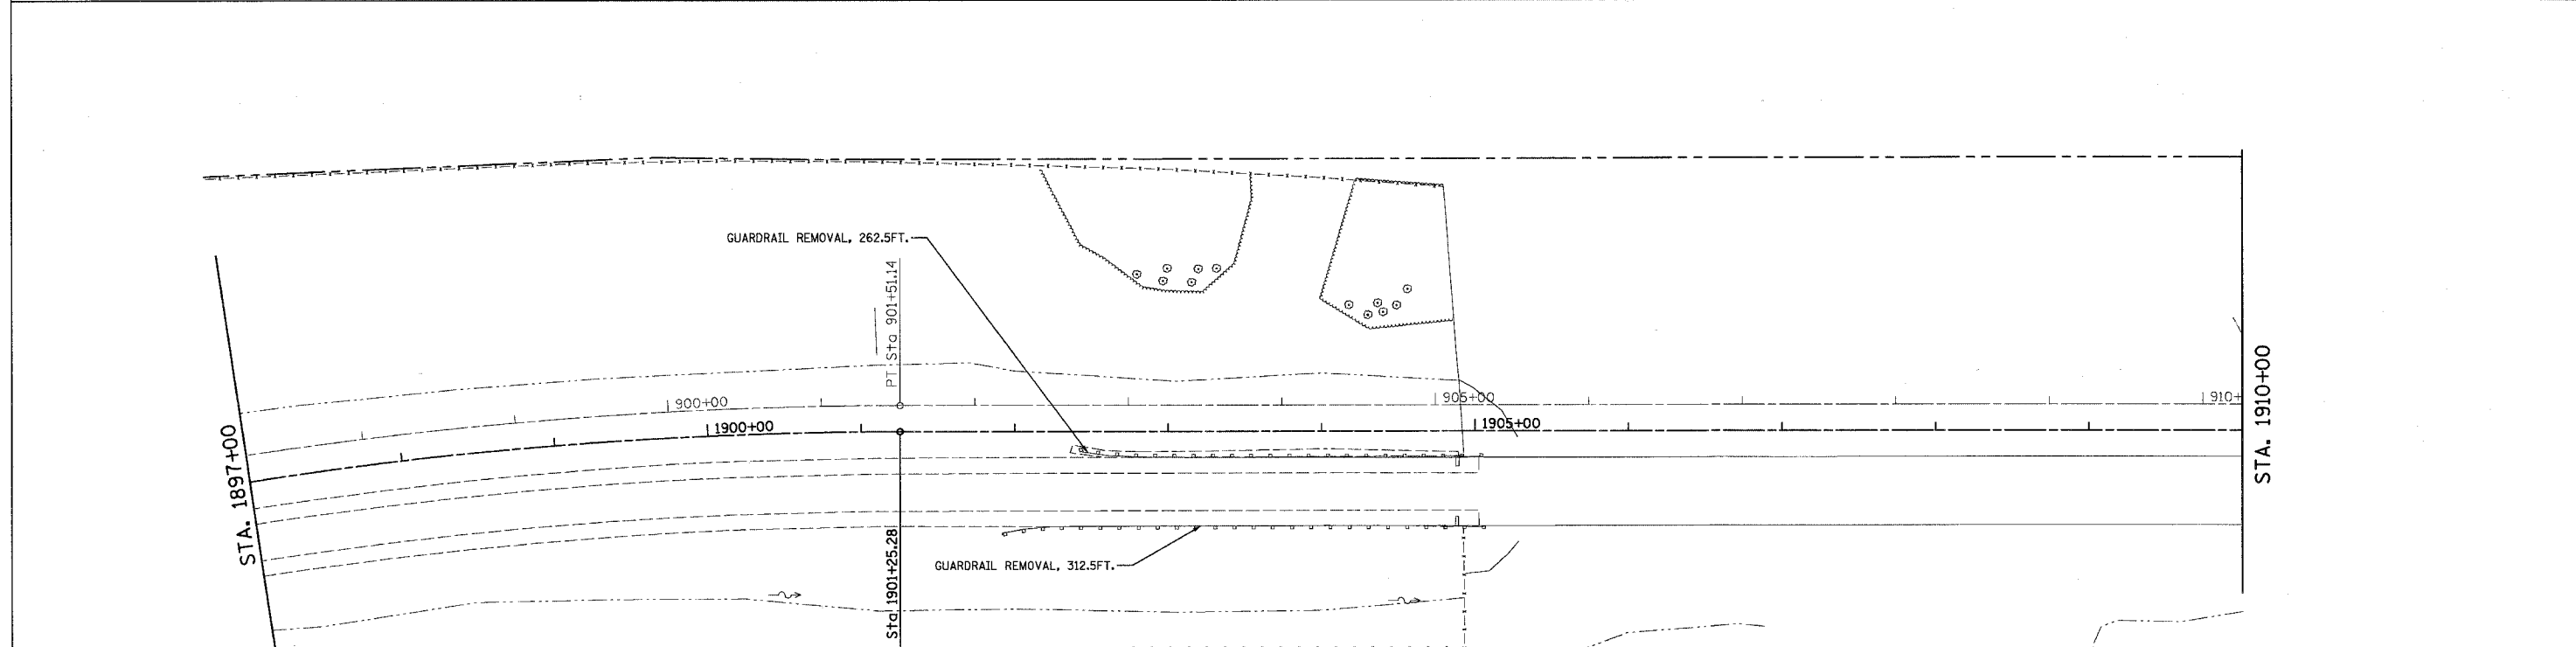 GUARDRAIL REMOVAL, 262.5FT.
PT Sta 901+51.14
900+00
905+00
910+
1900+00
1905+00
STA. 1897+00
STA. 1910+00
Sta 1901+25.28
GUARDRAIL REMOVAL, 312.5FT.